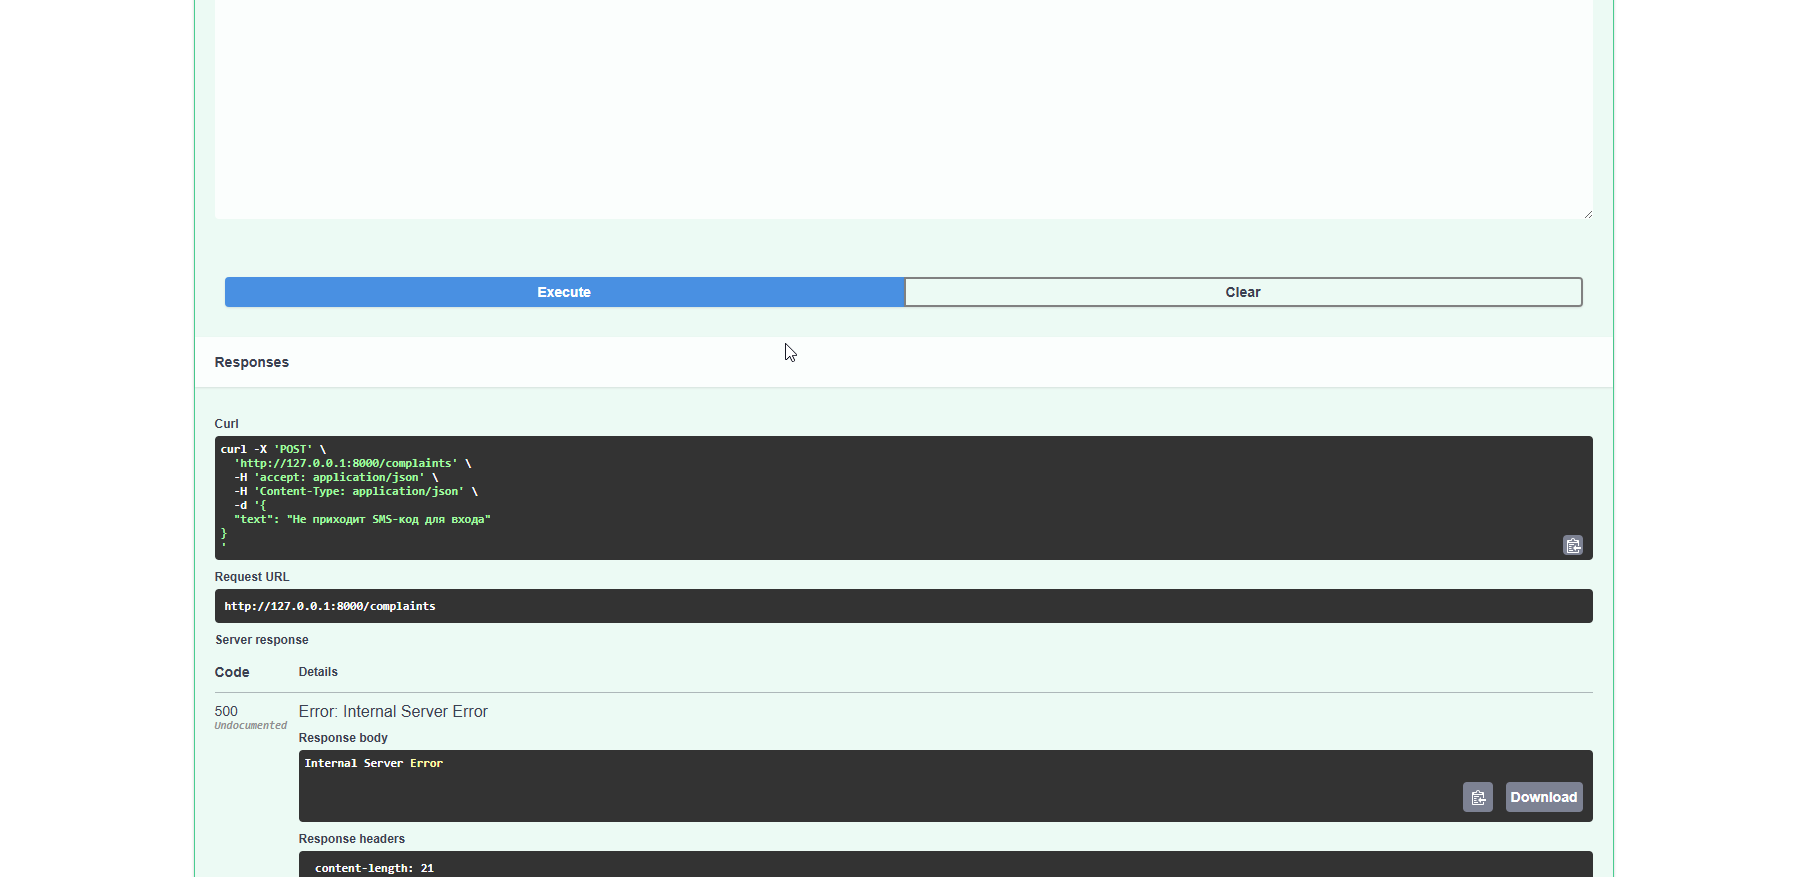 Execute
Clear
Responses
Curl
curl -X 'POST' \
  'http://127.0.0.1:8000/complaints' \
  -H 'accept: application/json' \
  -H 'Content-Type: application/json' \
  -d '{
  "text": "Не приходит SMS-код для входа"
}
'
Request URL
http://127.0.0.1:8000/complaints
Server response
Code Details
500 Error: Internal Server Error
Undocumented
Response body
Internal Server Error
Download
Response headers
content-length: 21